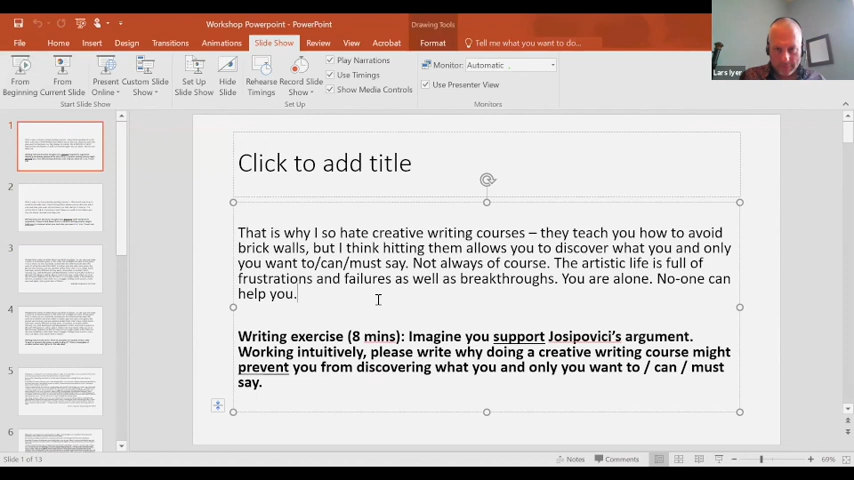 Workshop Powerpoint - PowerPoint
Drawing Tools
File Home Insert Design Transitions Animations Slide Show Review View Acrobat Format Tell me what you want to do...
Lars Iyer
From Beginning
From Current Slide
Present Online
Custom Slide Show
Set Up Slide Show
Hide Slide
Rehearse Timings
Record Slide Show
Play Narrations
Use Timings
Show Media Controls
Monitor: Automatic
Use Presenter View
Start Slide Show
Set Up
Monitors
1
2
3
4
5
6
Click to add title
That is why I so hate creative writing courses – they teach you how to avoid
brick walls, but I think hitting them allows you to discover what you and only
you want to/can/must say. Not always of course. The artistic life is full of
frustrations and failures as well as breakthroughs. You are alone. No-one can
help you.
Writing exercise (8 mins): Imagine you support Josipovici’s argument.
Working intuitively, please write why doing a creative writing course might
prevent you from discovering what you and only you want to / can / must
say.
Slide 1 of 13
Notes
Comments
69%